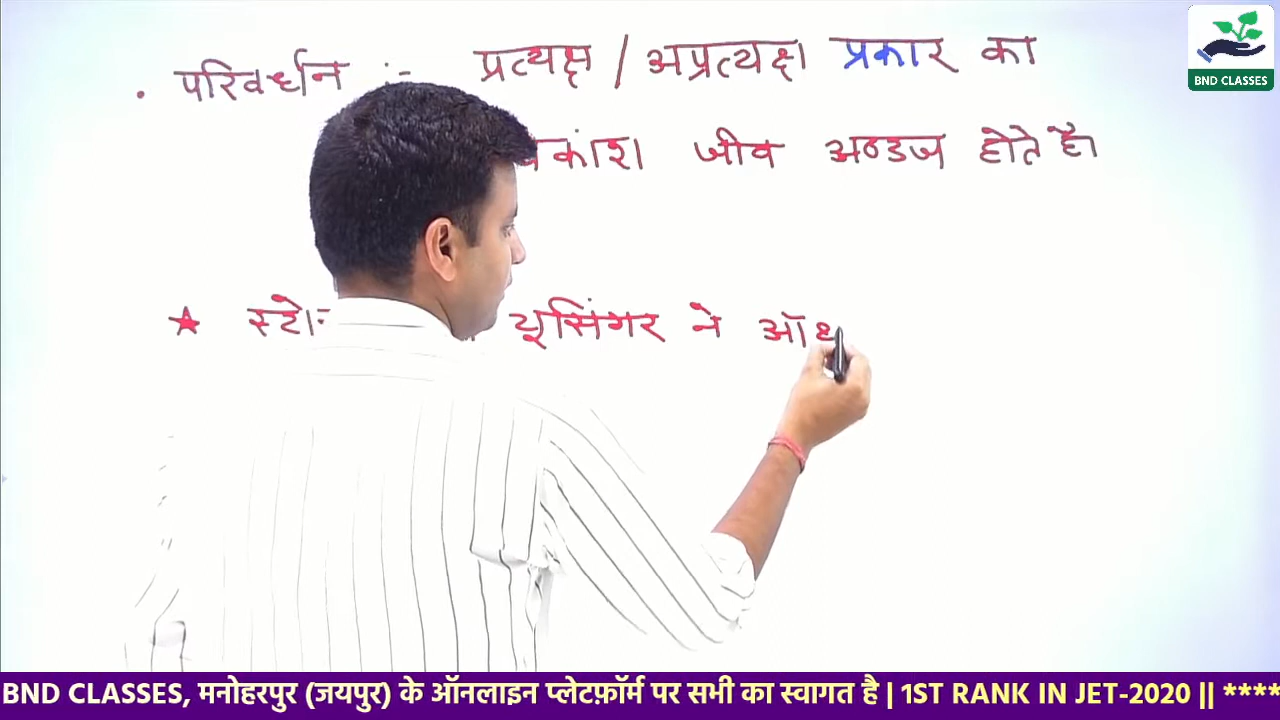 BND CLASSES
• परिवर्धन :- प्रत्यक्ष / अप्रत्यक्ष प्रकार का
जीव अण्डज होते है।
★ यूसिंगर ने
BND CLASSES, मनोहरपुर (जयपुर) के ऑनलाइन प्लेटफ़ॉर्म पर सभी का स्वागत है | 1ST RANK IN JET-2020 || ****